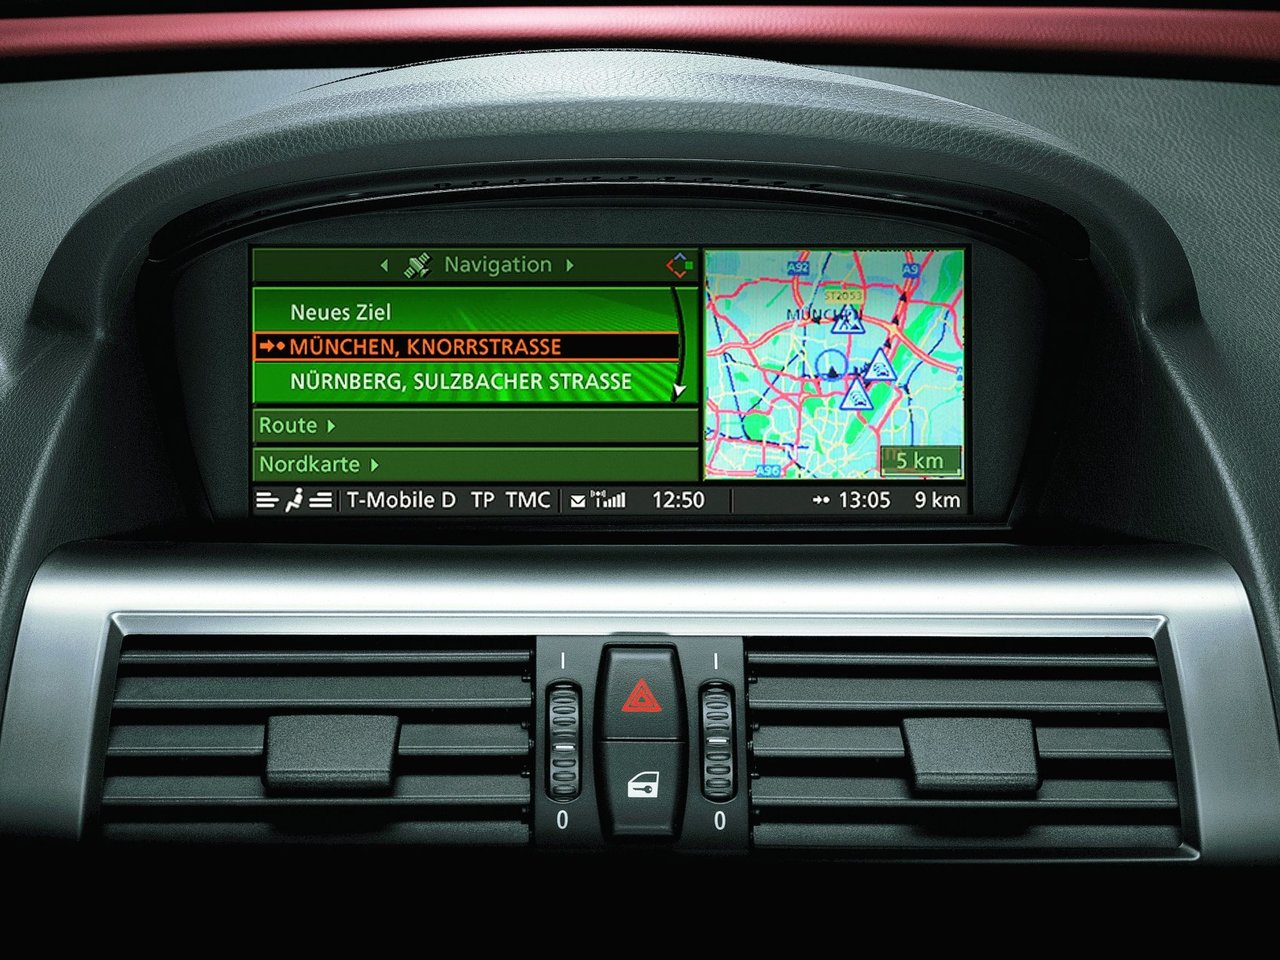 Navigation
Neues Ziel
MÜNCHEN, KNORRSTRASSE
NÜRNBERG, SULZBACHER STRASSE
Route
Nordkarte
A92
A9
ST2053
MÜNCHEN
A96
5 km
T-Mobile D TP TMC 12:50 13:05 9 km
I I
0 0